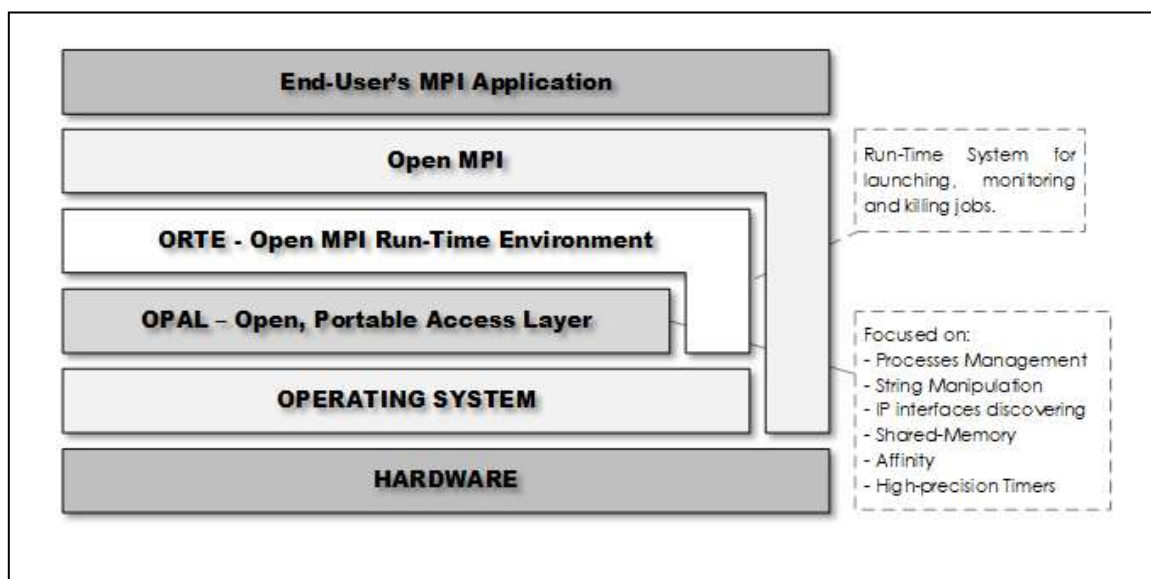 End-User's MPI Application
Open MPI
ORTE - Open MPI Run-Time Environment
OPAL – Open, Portable Access Layer
OPERATING SYSTEM
HARDWARE
Run-Time System for
launching, monitoring
and killing jobs.
Focused on:
- Processes Management
- String Manipulation
- IP interfaces discovering
- Shared-Memory
- Affinity
- High-precision Timers